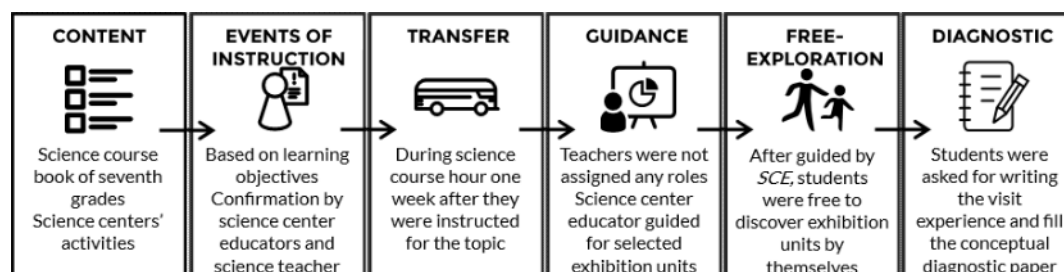 CONTENT
Science course
book of seventh
grades
Science centers'
activities
EVENTS OF
INSTRUCTION
Based on learning
objectives
Confirmation by
science center
educators and
science teacher
TRANSFER
During science
course hour one
week after they
were instructed
for the topic
GUIDANCE
Teachers were not
assigned any roles
Science center
educator guided
for selected
exhibition units
FREE-
EXPLORATION
After guided by
SCE, students
were free to
discover exhibition
units by
themselves
DIAGNOSTIC
Students were
asked for writing
the visit
experience and fill
the conceptual
diagnostic paper